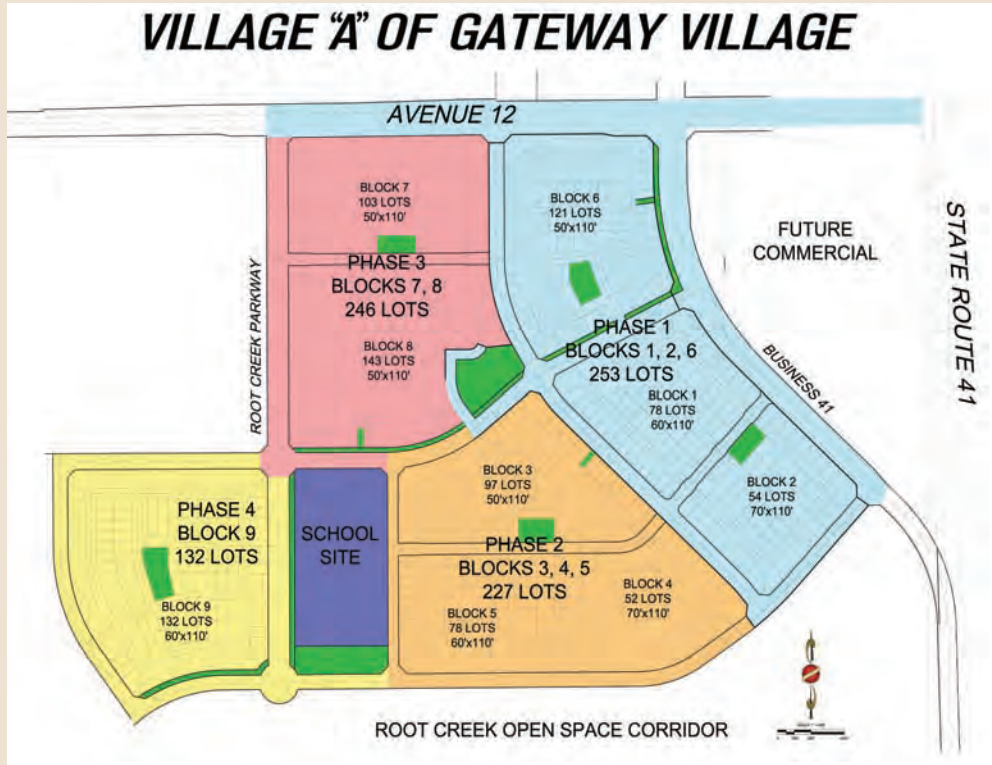 VILLAGE "A" OF GATEWAY VILLAGE
AVENUE 12
STATE ROUTE 41
BLOCK 7
103 LOTS
50'x110'
BLOCK 6
121 LOTS
50'x110'
FUTURE
COMMERCIAL
PHASE 3
BLOCKS 7, 8
246 LOTS
ROOT CREEK PARKWAY
BLOCK 8
143 LOTS
50'x110'
PHASE 1
BLOCKS 1, 2, 6
253 LOTS
BUSINESS 41
BLOCK 1
78 LOTS
60'x110'
BLOCK 3
97 LOTS
50'x110'
BLOCK 2
54 LOTS
70'x110'
PHASE 4
BLOCK 9
132 LOTS
SCHOOL
SITE
PHASE 2
BLOCKS 3, 4, 5
227 LOTS
BLOCK 9
132 LOTS
60'x110'
BLOCK 5
78 LOTS
60'x110'
BLOCK 4
52 LOTS
70'x110'
ROOT CREEK OPEN SPACE CORRIDOR